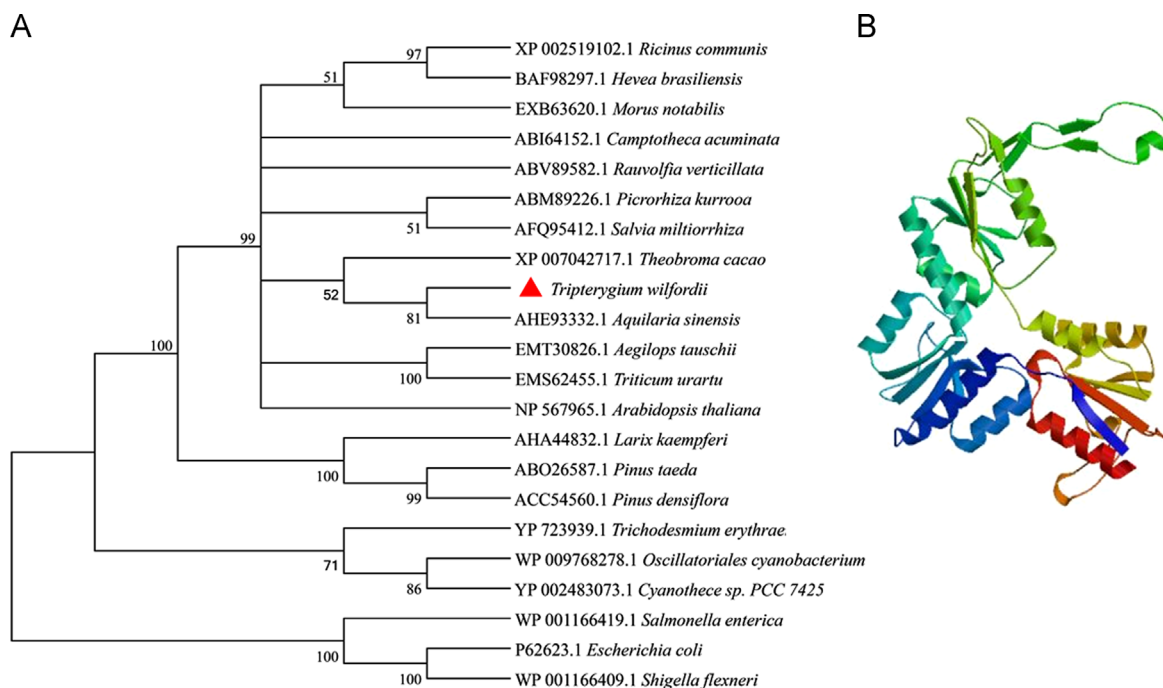 A
B
97
XP 002519102.1 Ricinus communis
BAF98297.1 Hevea brasiliensis
51
EXB63620.1 Morus notabilis
ABI64152.1 Camptotheca acuminata
ABV89582.1 Rauvolfia verticillata
ABM89226.1 Picrorhiza kurrooa
51
AFQ95412.1 Salvia miltiorrhiza
99
XP 007042717.1 Theobroma cacao
52
Tripterygium wilfordii
81
AHE93332.1 Aquilaria sinensis
100
EMT30826.1 Aegilops tauschii
100
EMS62455.1 Triticum urartu
NP 567965.1 Arabidopsis thaliana
AHA44832.1 Larix kaempferi
100
ABO26587.1 Pinus taeda
99
ACC54560.1 Pinus densiflora
YP 723939.1 Trichodesmium erythrae
71
WP 009768278.1 Oscillatoriales cyanobacterium
86
YP 002483073.1 Cyanothece sp. PCC 7425
WP 001166419.1 Salmonella enterica
100
P62623.1 Escherichia coli
100
WP 001166409.1 Shigella flexneri